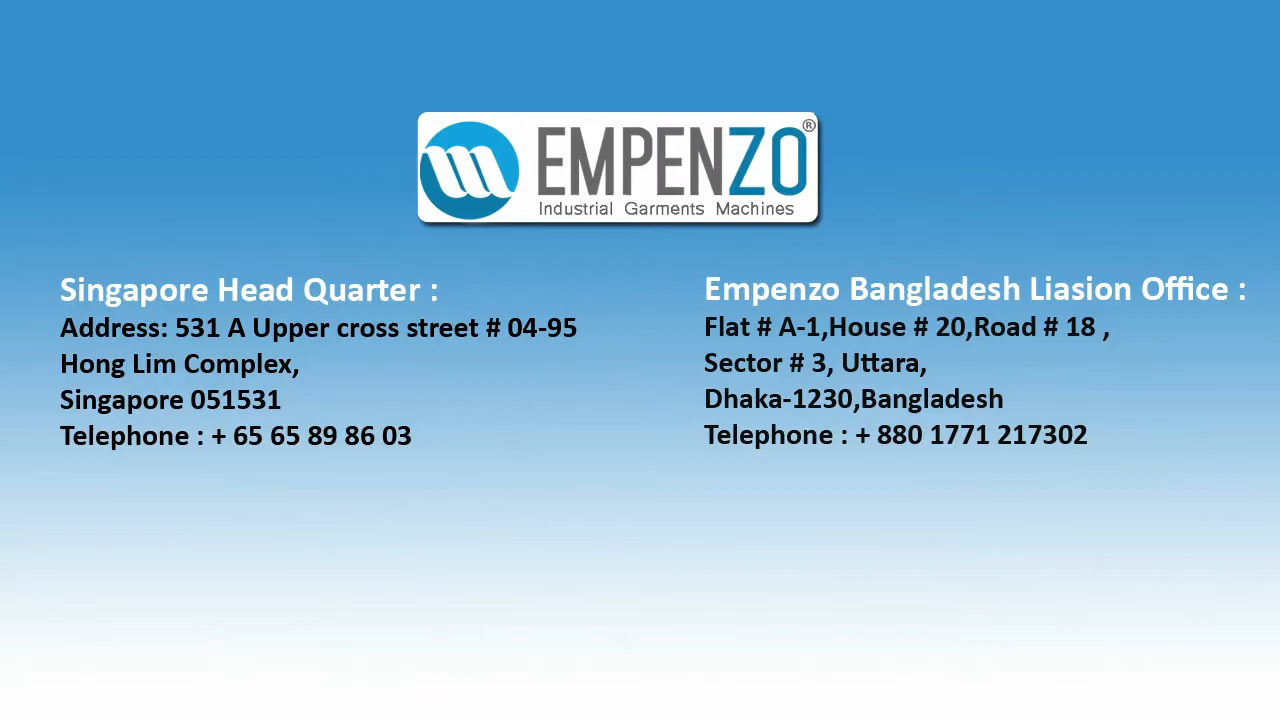 EMPENZO®
Industrial Garments Machines
Singapore Head Quarter :
Address: 531 A Upper cross street # 04-95
Hong Lim Complex,
Singapore 051531
Telephone : + 65 65 89 86 03
Empenzo Bangladesh Liasion Office :
Flat # A-1,House # 20,Road # 18 ,
Sector # 3, Uttara,
Dhaka-1230,Bangladesh
Telephone : + 880 1771 217302